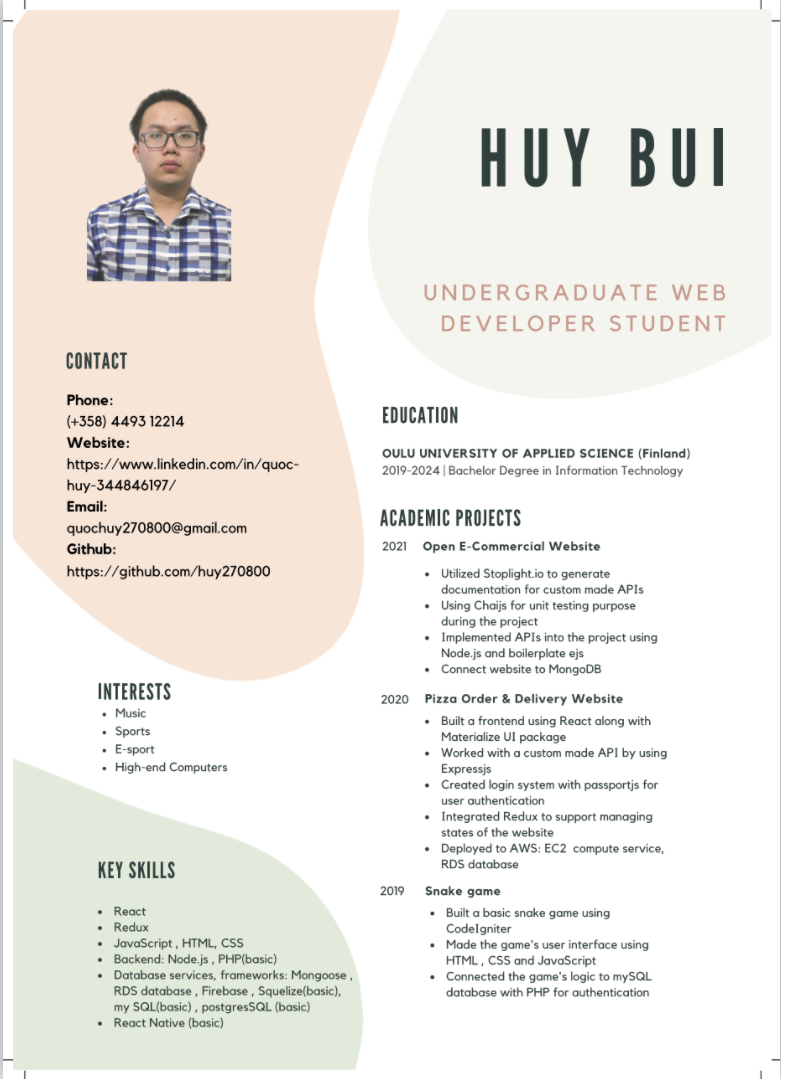 HUY BUI
UNDERGRADUATE WEB
DEVELOPER STUDENT
CONTACT
Phone:
(+358) 4493 12214
Website:
https://www.linkedin.com/in/quoc-
huy-344846197/
Email:
quochuy270800@gmail.com
Github:
https://github.com/huy270800
INTERESTS
• Music
• Sports
• E-sport
• High-end Computers
KEY SKILLS
• React
• Redux
• JavaScript , HTML, CSS
• Backend: Node.js , PHP(basic)
• Database services, frameworks: Mongoose ,
RDS database , Firebase , Squelize(basic),
my SQL(basic) , postgresSQL (basic)
• React Native (basic)
EDUCATION
OULU UNIVERSITY OF APPLIED SCIENCE (Finland)
2019-2024 | Bachelor Degree in Information Technology
ACADEMIC PROJECTS
2021 Open E-Commercial Website
• Utilized Stoplight.io to generate
documentation for custom made APIs
• Using Chaijs for unit testing purpose
during the project
• Implemented APIs into the project using
Node.js and boilerplate ejs
• Connect website to MongoDB
2020 Pizza Order & Delivery Website
• Built a frontend using React along with
Materialize UI package
• Worked with a custom made API by using
Expressjs
• Created login system with passportjs for
user authentication
• Integrated Redux to support managing
states of the website
• Deployed to AWS: EC2 compute service,
RDS database
2019 Snake game
• Built a basic snake game using
CodeIgniter
• Made the game's user interface using
HTML , CSS and JavaScript
• Connected the game's logic to mySQL
database with PHP for authentication